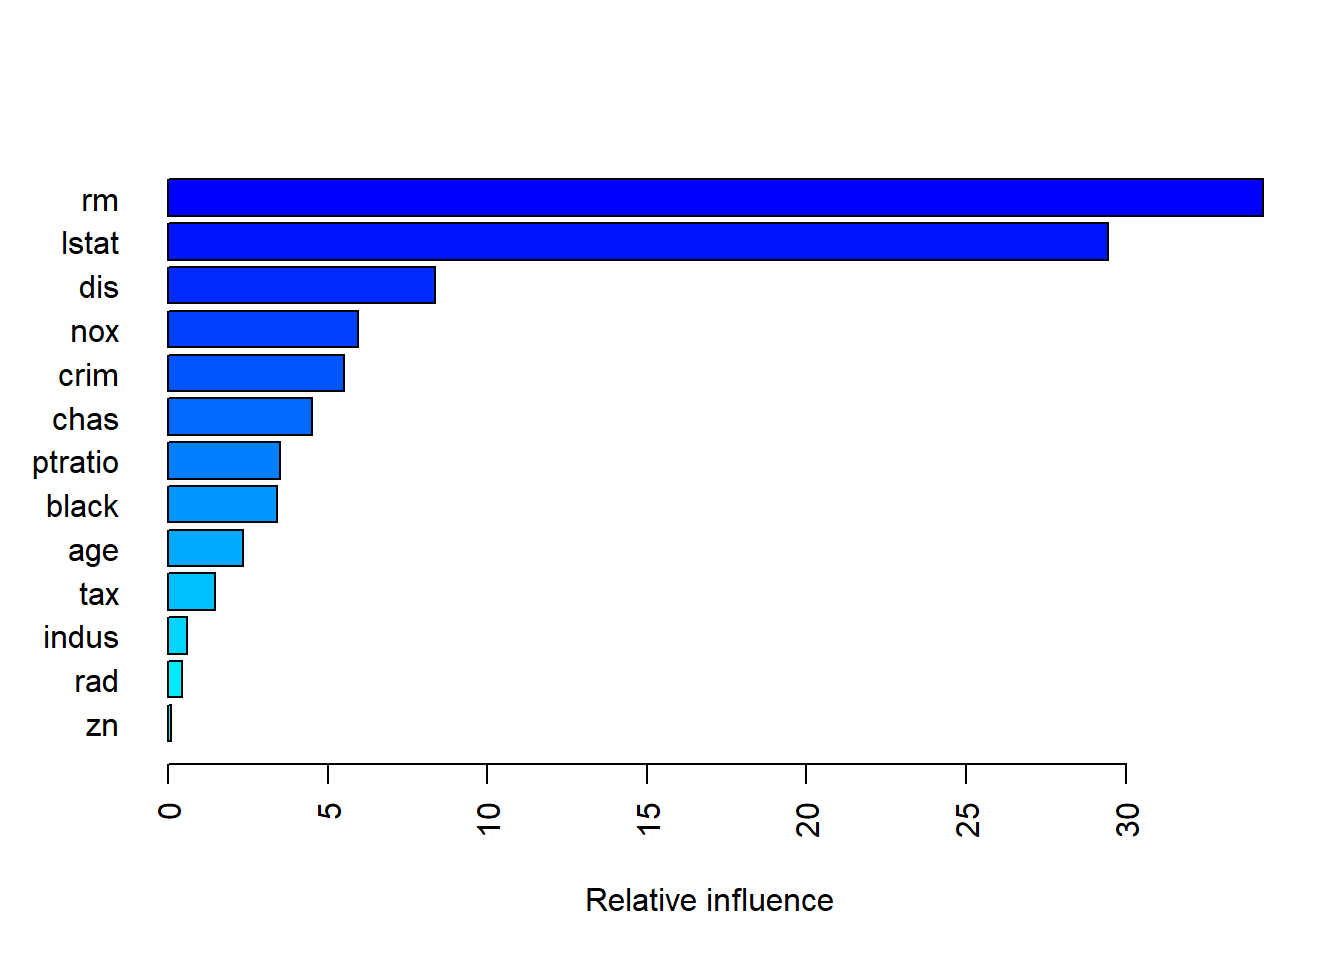 rm
lstat
dis
nox
crim
chas
ptratio
black
age
tax
indus
rad
zn
0 5 10 15 20 25 30
Relative influence